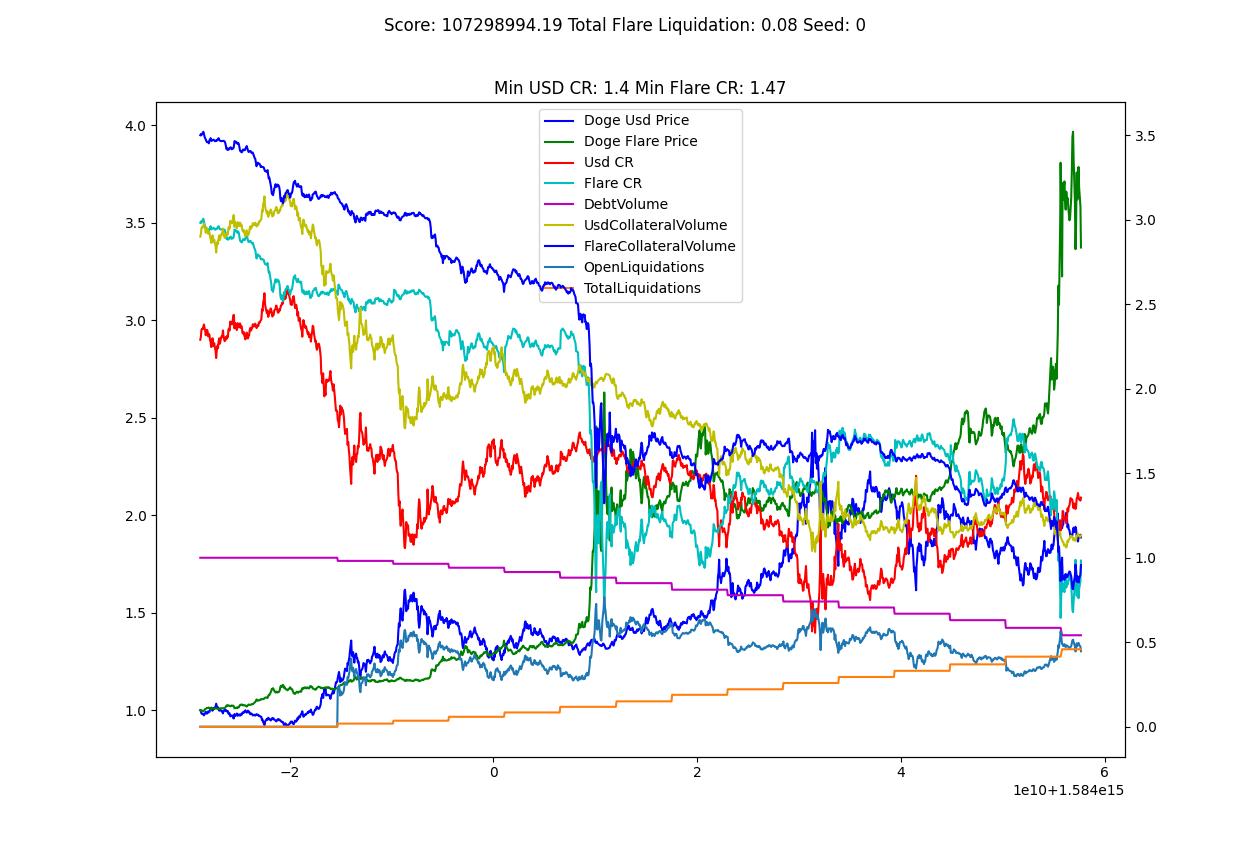 Score: 107298994.19 Total Flare Liquidation: 0.08 Seed: 0
Min USD CR: 1.4 Min Flare CR: 1.47
Doge Usd Price
Doge Flare Price
Usd CR
Flare CR
DebtVolume
UsdCollateralVolume
FlareCollateralVolume
OpenLiquidations
TotalLiquidations
4.0
3.5
3.0
2.5
2.0
1.5
1.0
3.5
3.0
2.5
2.0
1.5
1.0
0.5
0.0
−2
0
2
4
6
1e10+1.584e15